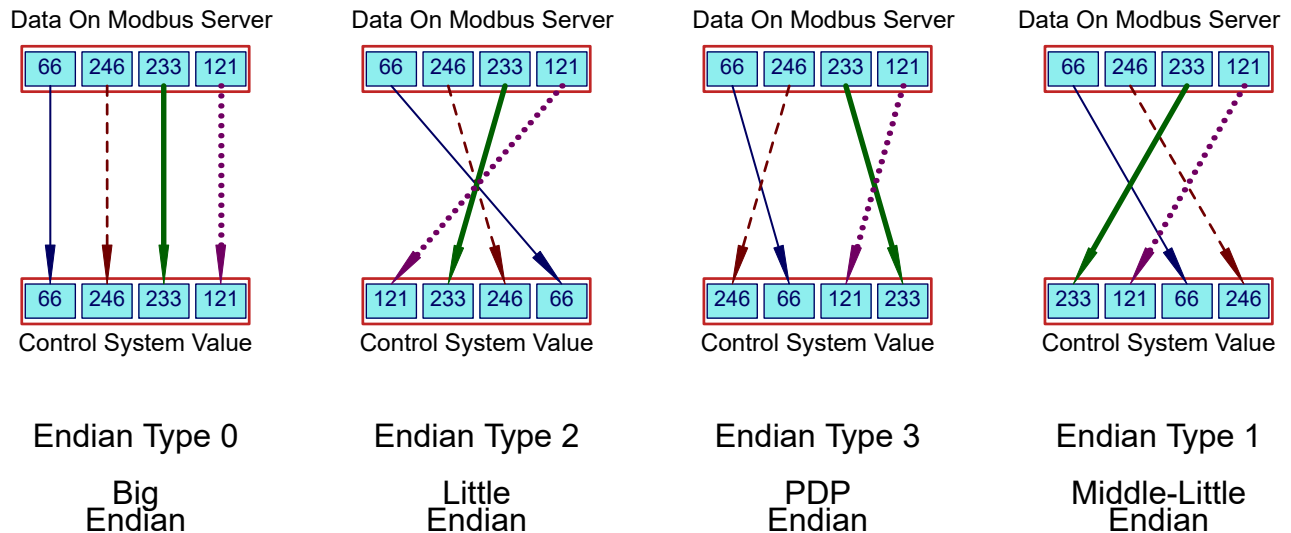 Data On Modbus Server
66 246 233 121
66 246 233 121
Control System Value
Endian Type 0
Big
Endian
Data On Modbus Server
66 246 233 121
121 233 246 66
Control System Value
Endian Type 2
Little
Endian
Data On Modbus Server
66 246 233 121
246 66 121 233
Control System Value
Endian Type 3
PDP
Endian
Data On Modbus Server
66 246 233 121
233 121 66 246
Control System Value
Endian Type 1
Middle-Little
Endian